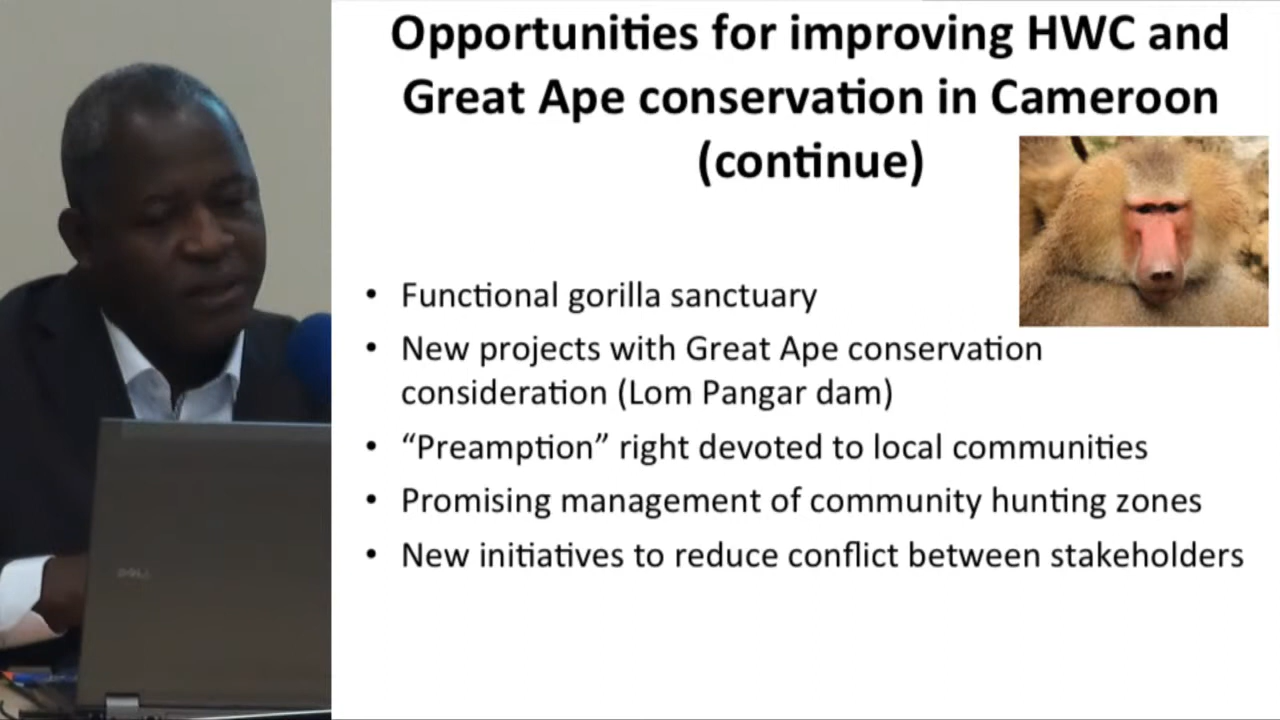 Opportunities for improving HWC and
Great Ape conservation in Cameroon
(continue)
• Functional gorilla sanctuary
• New projects with Great Ape conservation
consideration (Lom Pangar dam)
• “Preamption” right devoted to local communities
• Promising management of community hunting zones
• New initiatives to reduce conflict between stakeholders
DELL